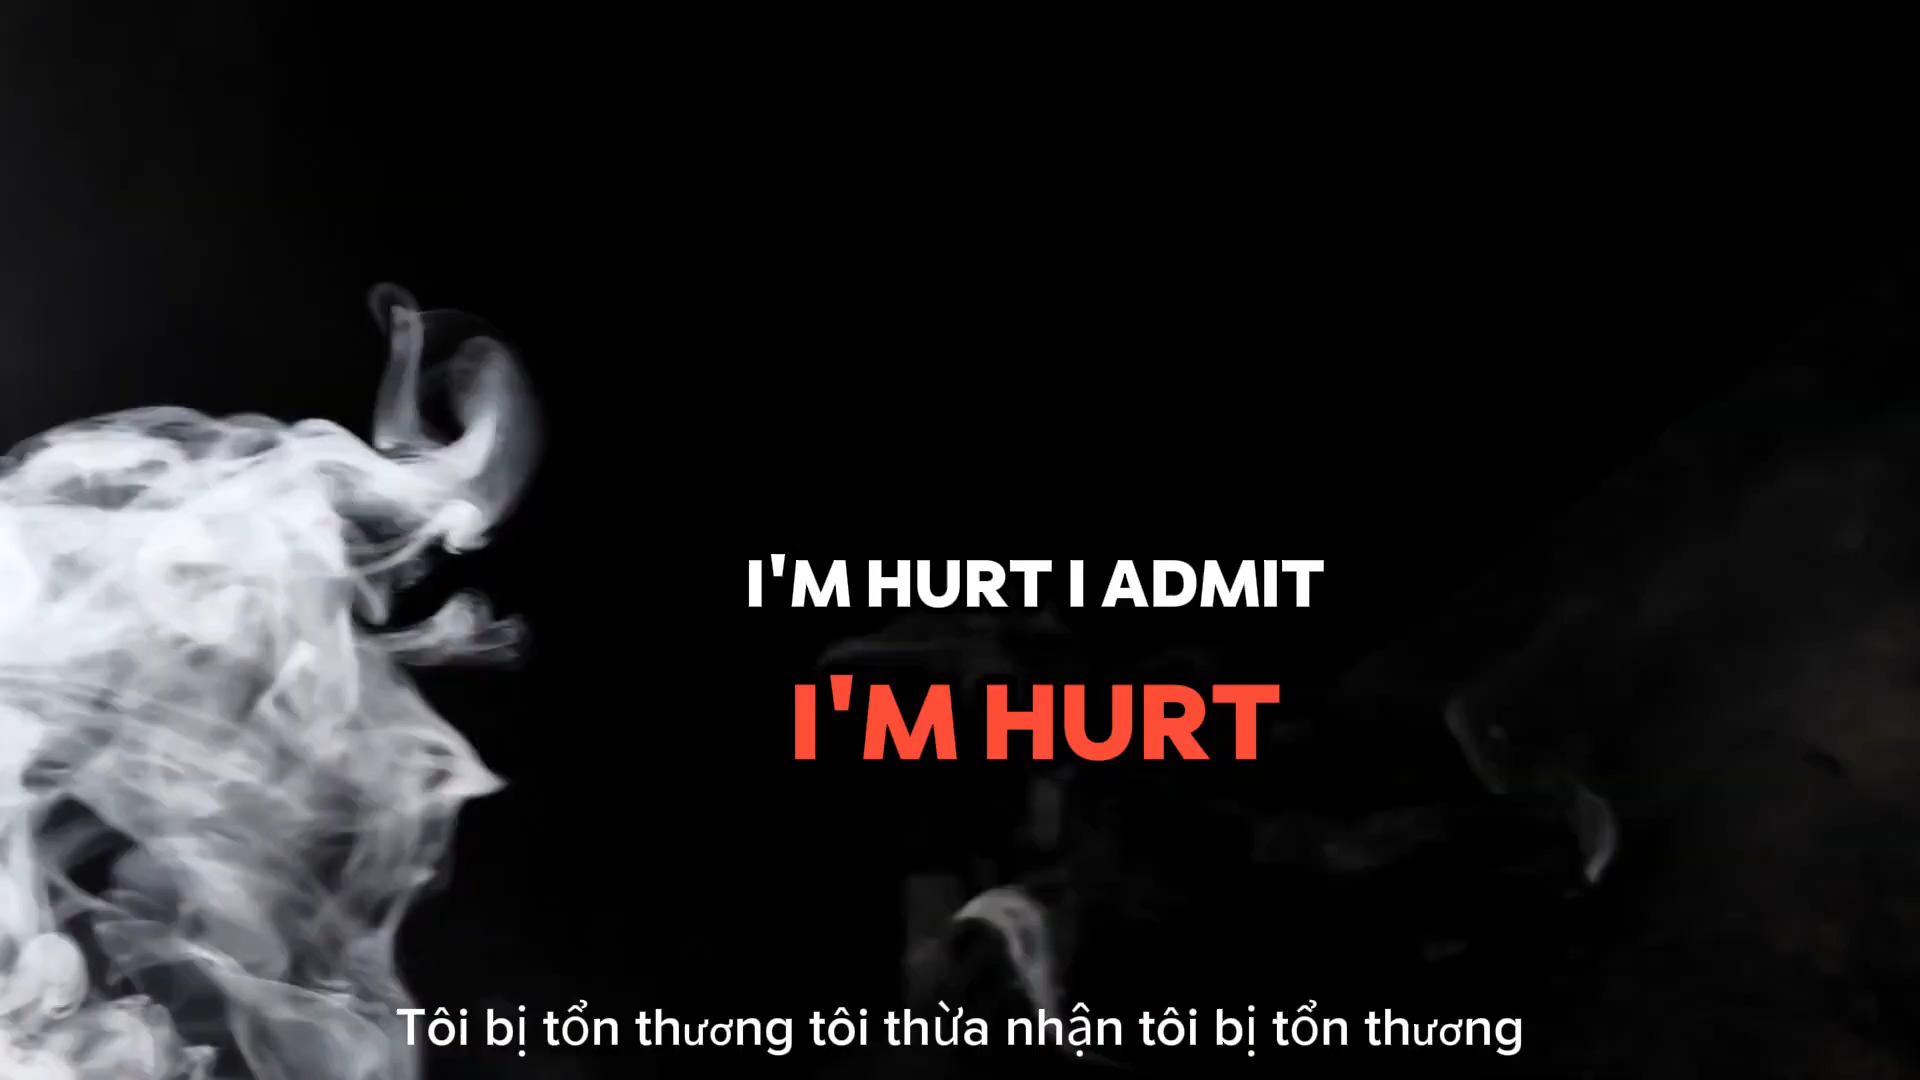 I'M HURT I ADMIT
I'M HURT
Tôi bị tổn thương tôi thừa nhận tôi bị tổn thương